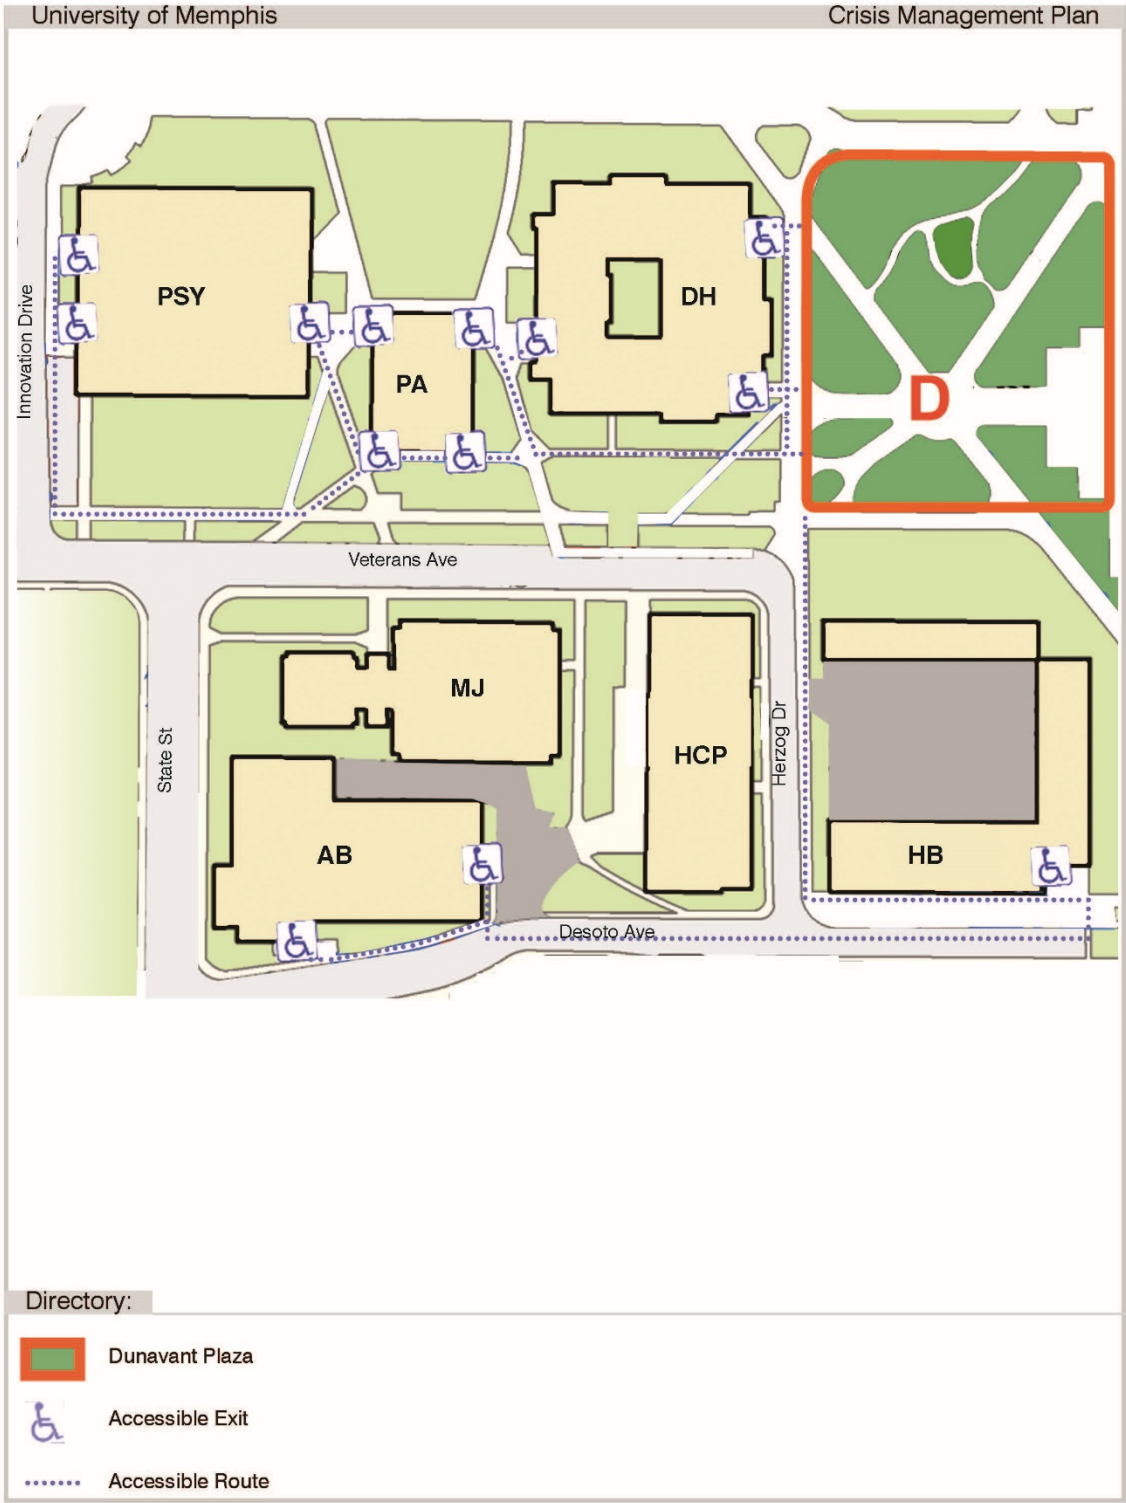 University of Memphis
Crisis Management Plan
Innovation Drive
PSY
DH
PA
D
Veterans Ave
MJ
State St
HCP
Herzog Dr
AB
HB
Desoto Ave
Directory:
Dunavant Plaza
Accessible Exit
Accessible Route